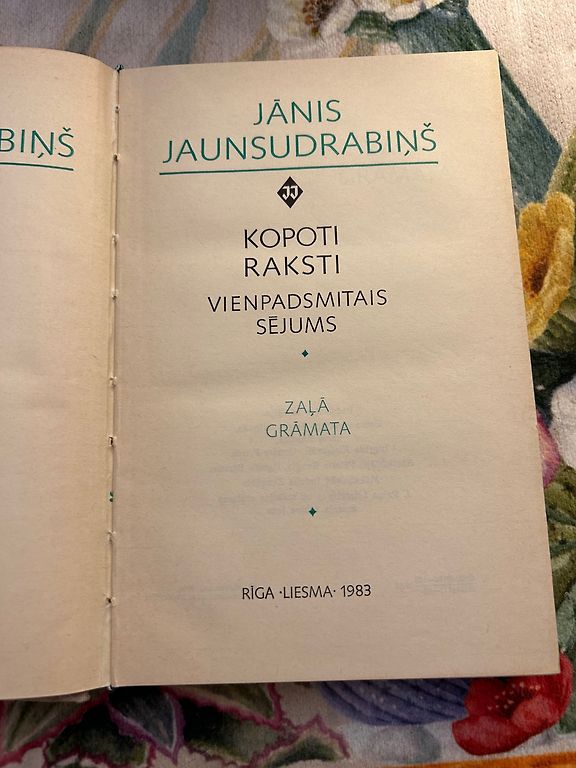 BIŅŠ
JĀNIS
JAUNSUDRABIŅŠ
JJ
KOPOTI
RAKSTI
VIENPADSMITAIS
SĒJUMS
ZAĻĀ
GRĀMATA
RĪGA ·LIESMA· 1983